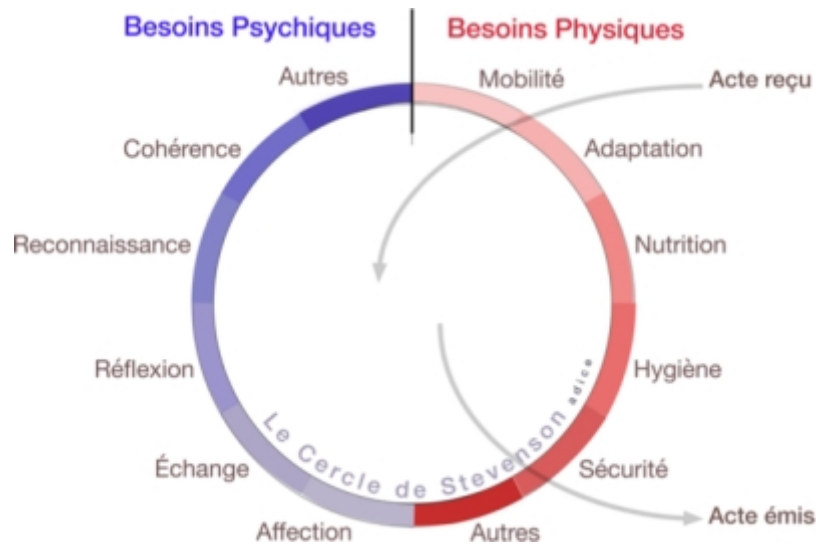 Besoins Psychiques
Besoins Physiques
Autres
Mobilité
Acte reçu
Cohérence
Adaptation
Reconnaissance
Nutrition
Réflexion
Hygiène
Échange
Sécurité
Affection
Autres
Acte émis
Le Cercle de Stevenson adice